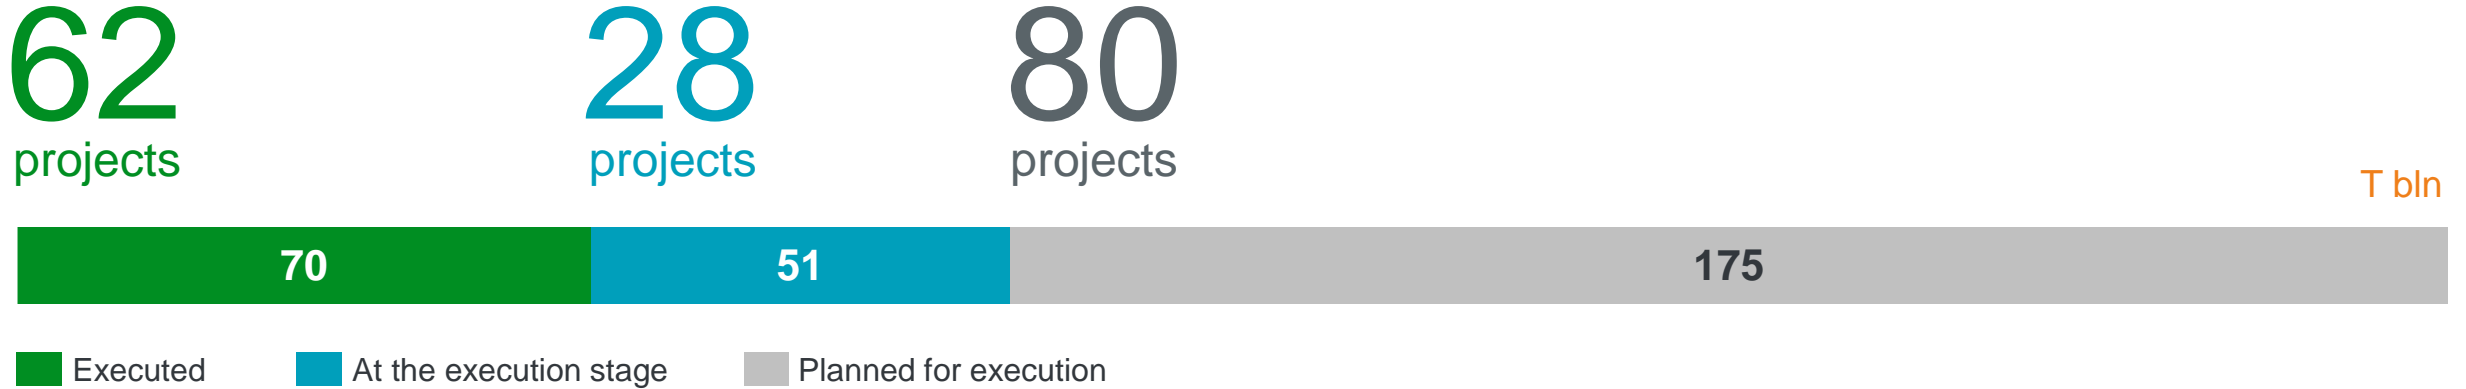 62 28 80
projects projects projects
T bln
70 51 175
Executed At the execution stage Planned for execution